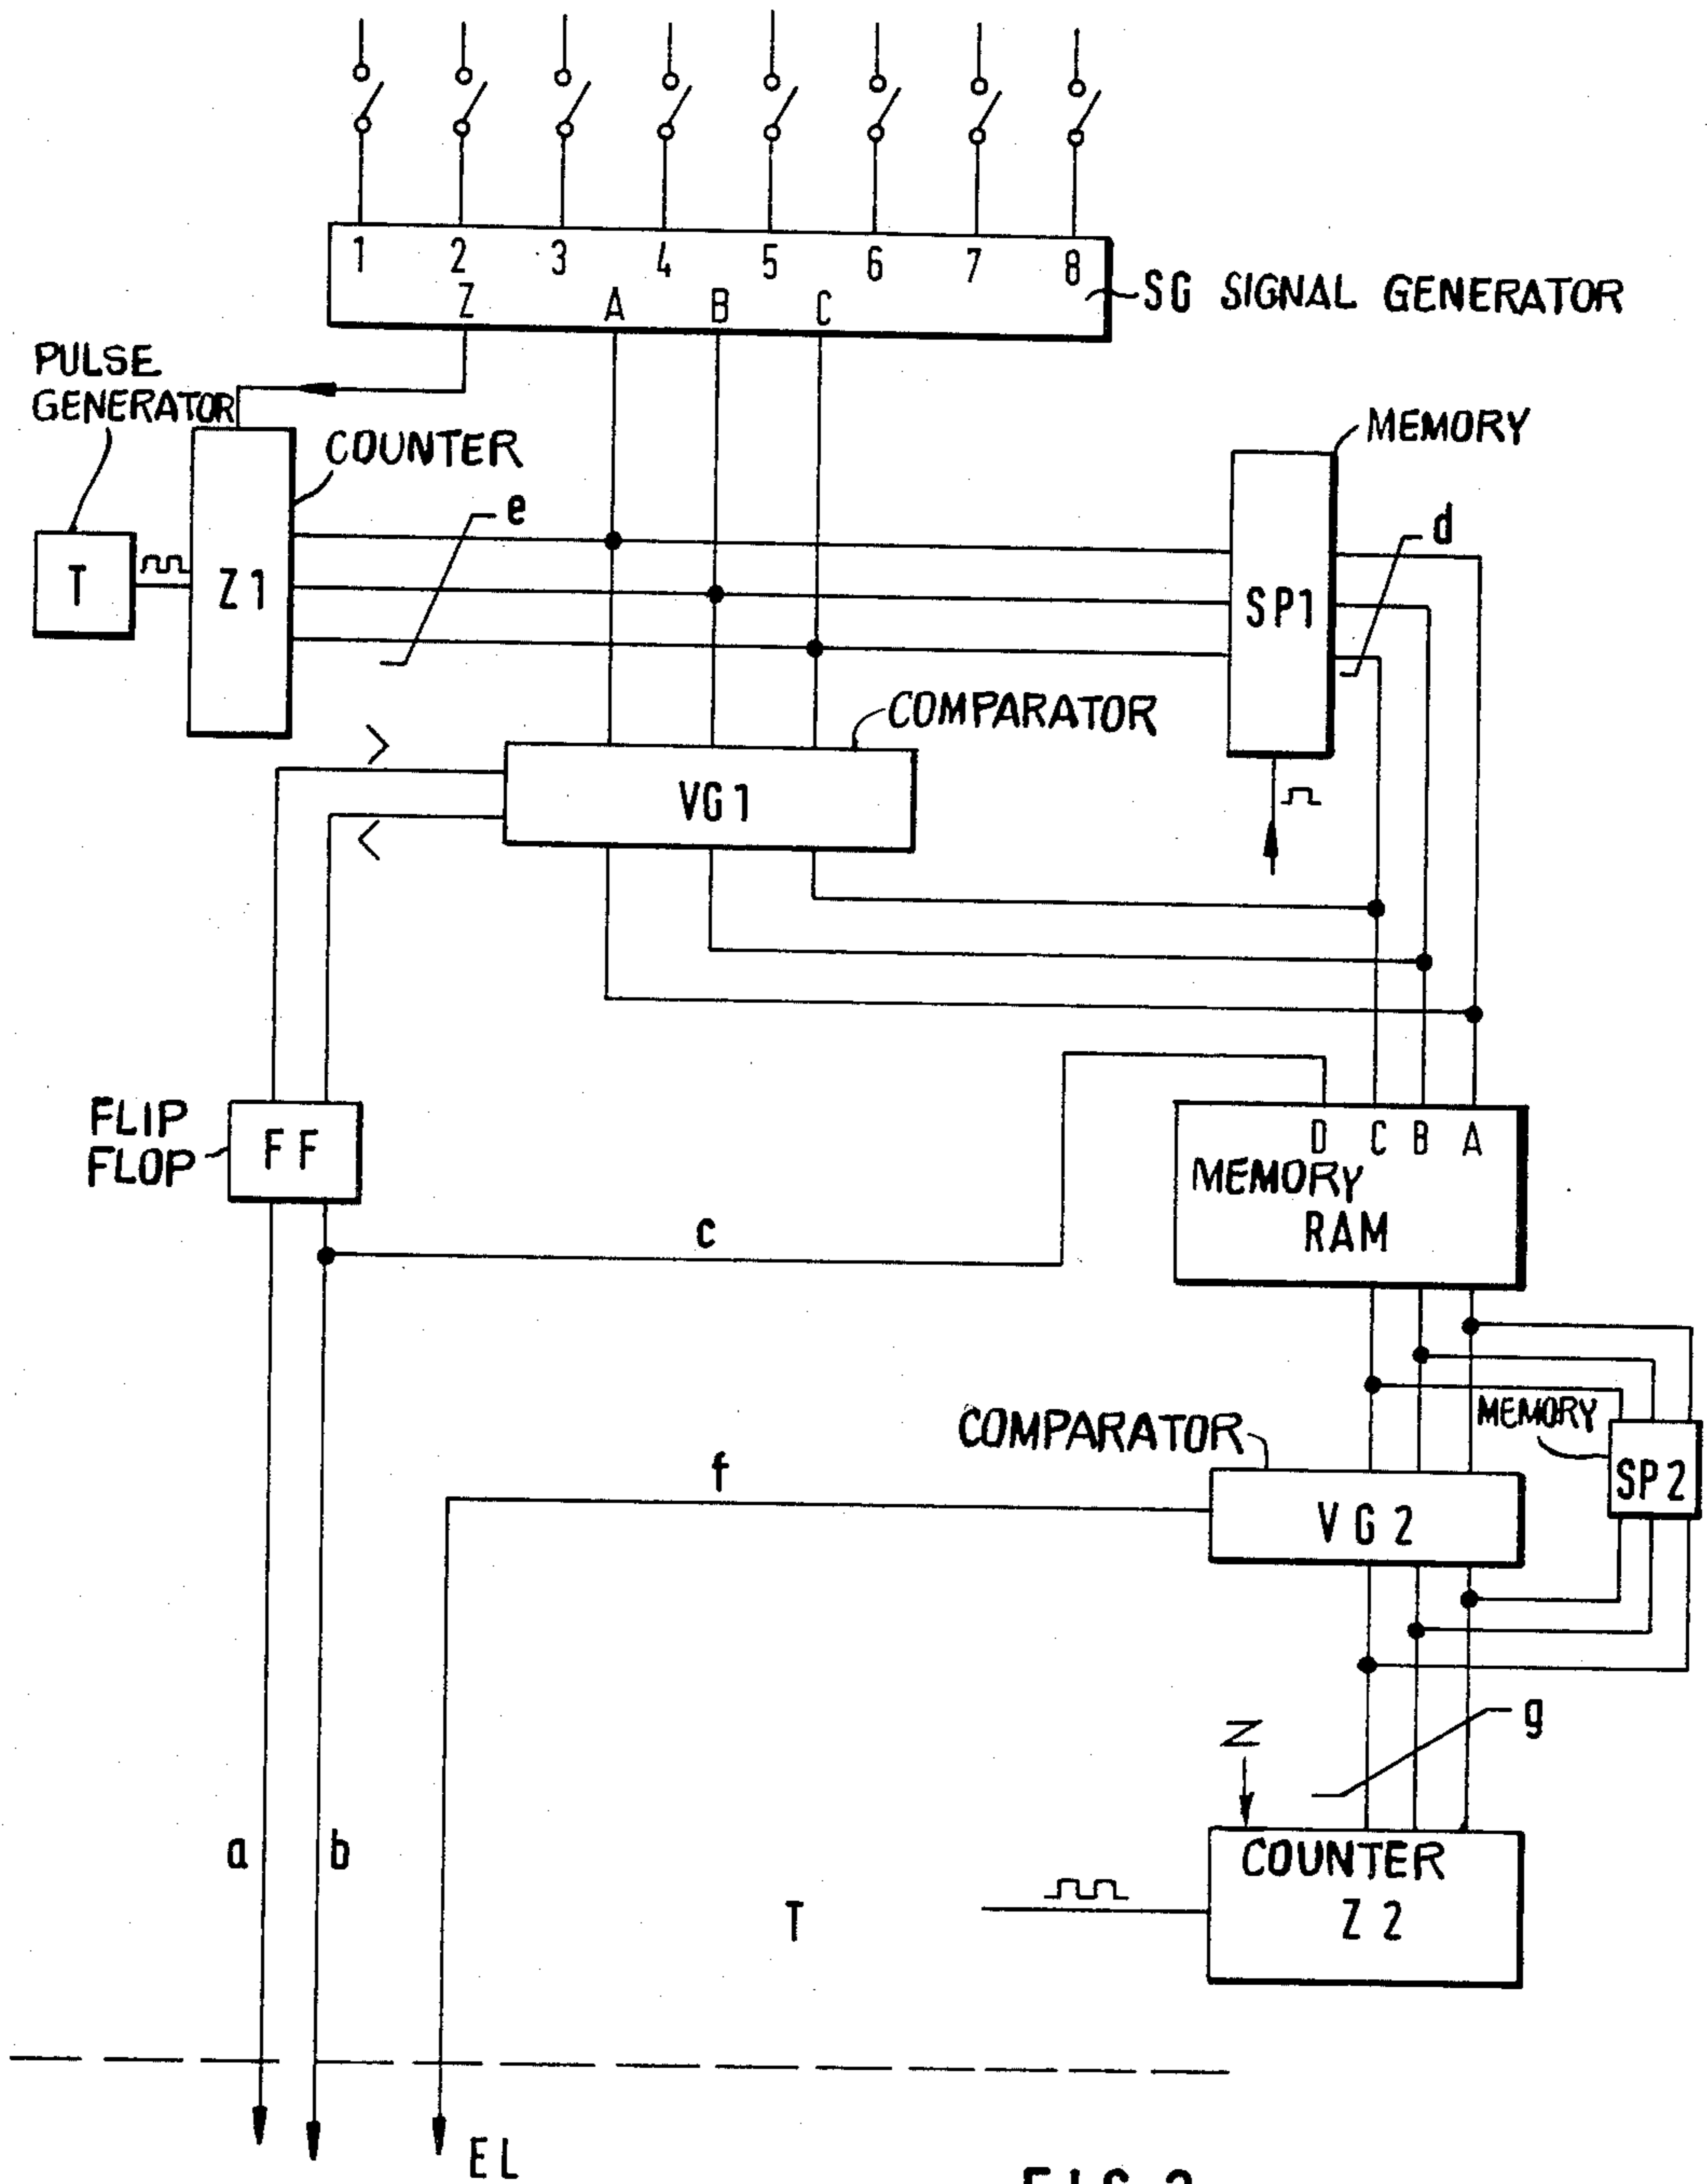 1 2 3 4 5 6 7 8
Z A B C
SG SIGNAL GENERATOR
PULSE
GENERATOR
COUNTER
MEMORY
e
d
T
Z1
SP1
COMPARATOR
>
VG1
<
FLIP
FLOP
FF
D C B A
MEMORY
RAM
c
MEMORY
COMPARATOR
f
SP2
VG2
g
Z
a
b
COUNTER
Z2
T
EL